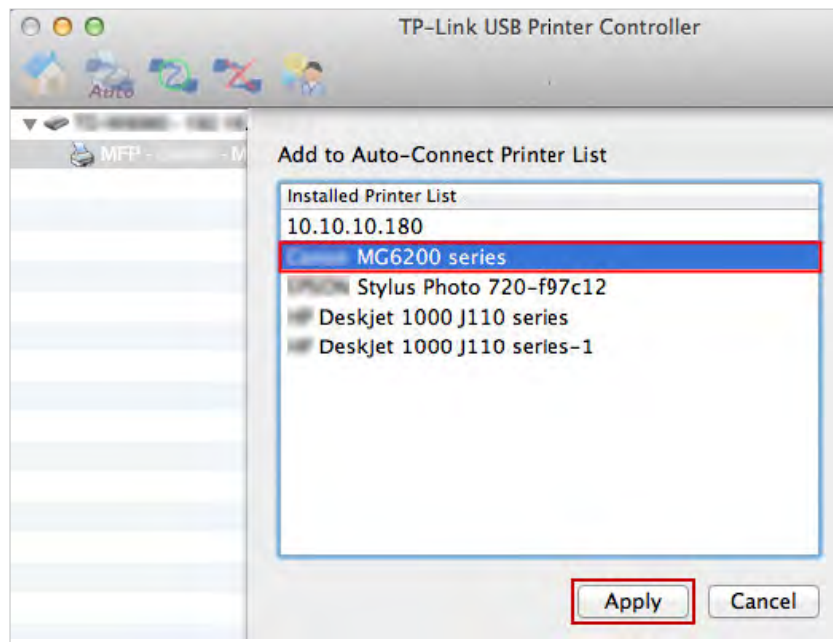 TP-Link USB Printer Controller
Auto
MFP - - M
Add to Auto-Connect Printer List
Installed Printer List
10.10.10.180
MG6200 series
Stylus Photo 720-f97c12
Deskjet 1000 J110 series
Deskjet 1000 J110 series-1
Apply
Cancel